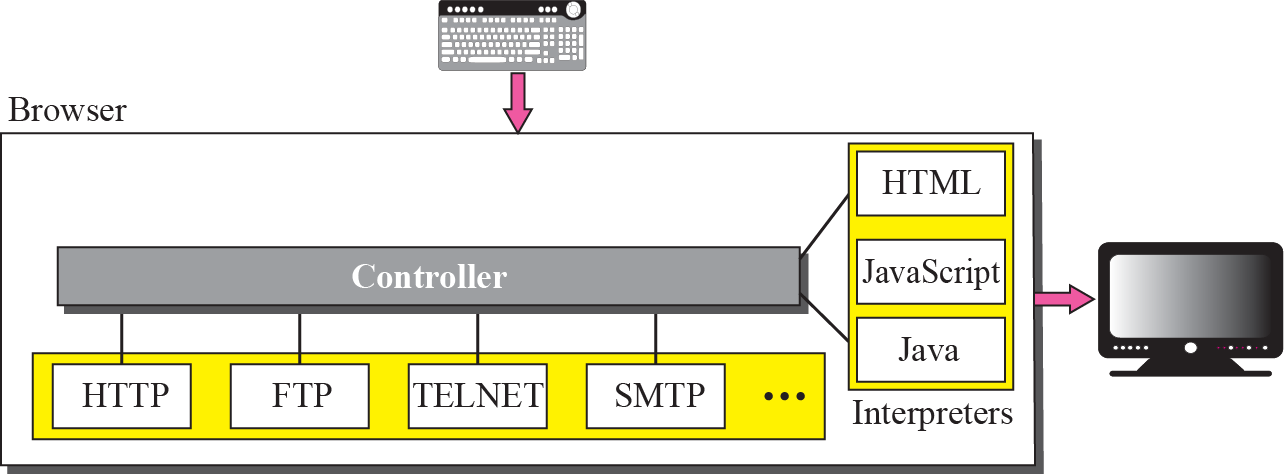 Browser
HTML
JavaScript
Java
Controller
HTTP
FTP
TELNET
SMTP
...
Interpreters